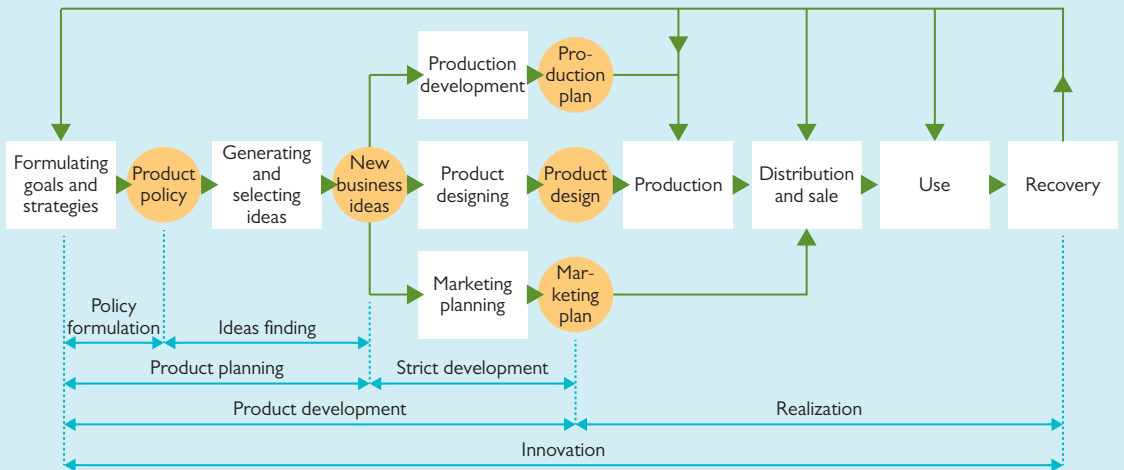 Production
development
Pro-
duction
plan
Formulating
goals and
strategies
Product
policy
Generating
and
selecting
ideas
New
business
ideas
Product
designing
Product
design
Production
Distribution
and sale
Use
Recovery
Marketing
planning
Mar-
keting
plan
Policy
formulation
Ideas finding
Product planning
Strict development
Product development
Realization
Innovation